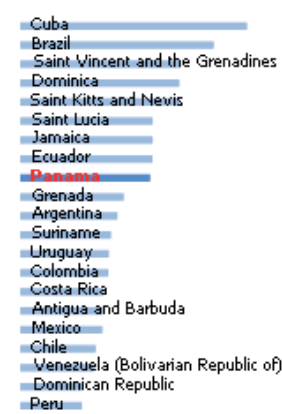 Cuba
Brazil
Saint Vincent and the Grenadines
Dominica
Saint Kitts and Nevis
Saint Lucia
Jamaica
Ecuador
Panama
Grenada
Argentina
Suriname
Uruguay
Colombia
Costa Rica
Antigua and Barbuda
Mexico
Chile
Venezuela (Bolivarian Republic of)
Dominican Republic
Peru